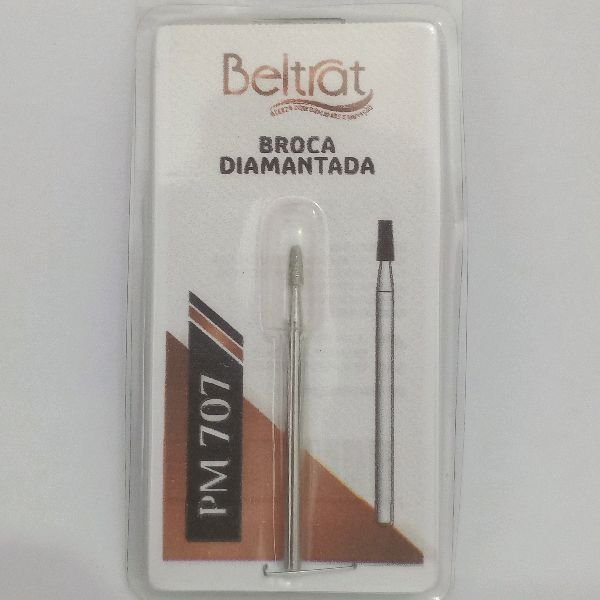 Beltrat
BROCA
DIAMANTADA
PM 707